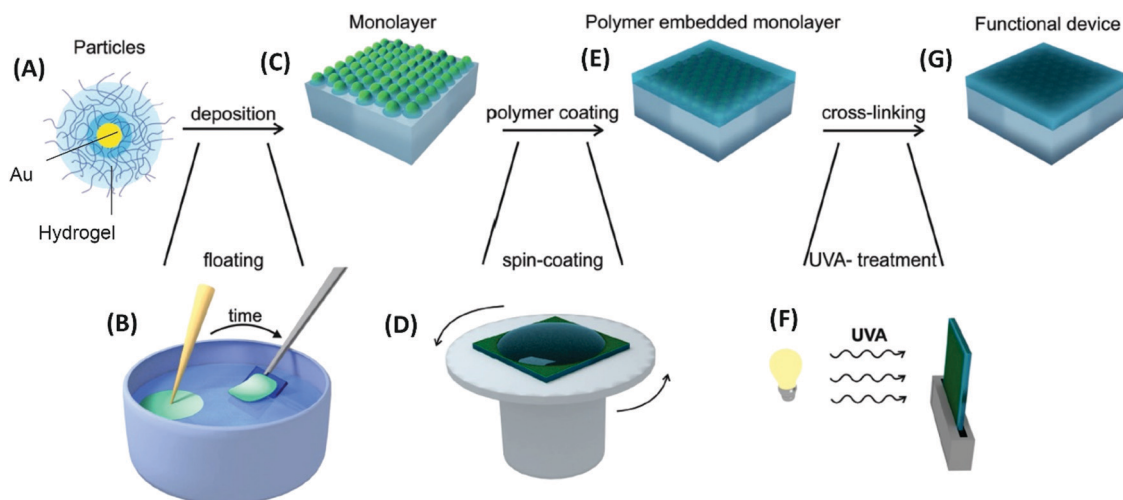 Particles
(A)
Au
Hydrogel
deposition
floating
(B)
time
Monolayer
(C)
polymer coating
spin-coating
(D)
Polymer embedded monolayer
(E)
cross-linking
UVA- treatment
(F)
UVA
Functional device
(G)